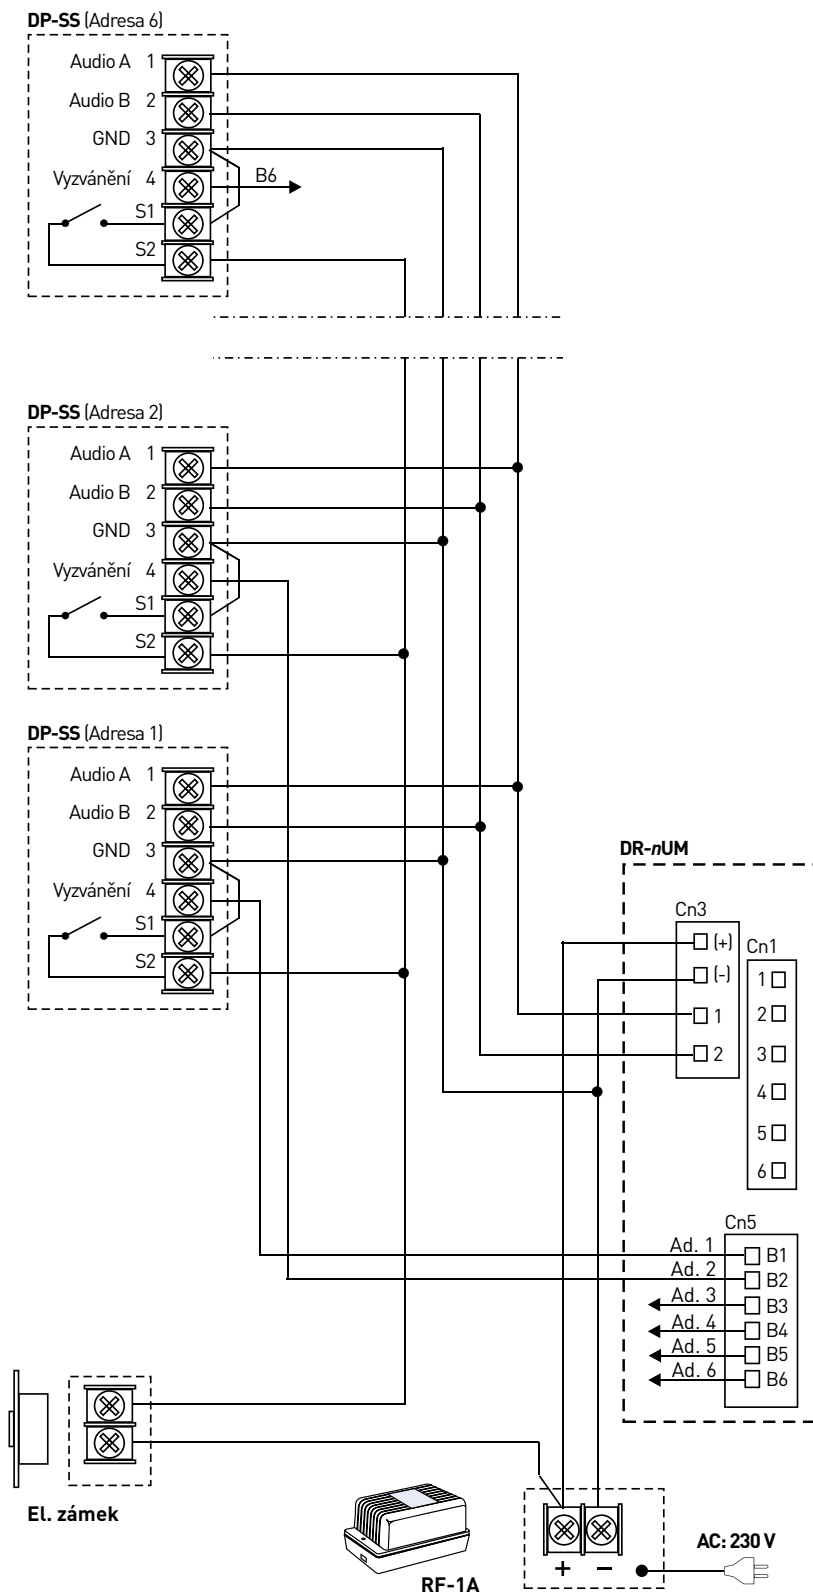 DP-SS (Adresa 6)
Audio A 1
Audio B 2
GND 3
Vyzvánění 4
B6
S1
S2
DP-SS (Adresa 2)
Audio A 1
Audio B 2
GND 3
Vyzvánění 4
S1
S2
DP-SS (Adresa 1)
Audio A 1
Audio B 2
GND 3
Vyzvánění 4
S1
S2
DR-nUM
Cn3
(+)
(-)
1
2
Cn1
1
2
3
4
5
6
Cn5
Ad. 1 B1
Ad. 2 B2
Ad. 3 B3
Ad. 4 B4
Ad. 5 B5
Ad. 6 B6
El. zámek
RF-1A
+ −
AC: 230 V